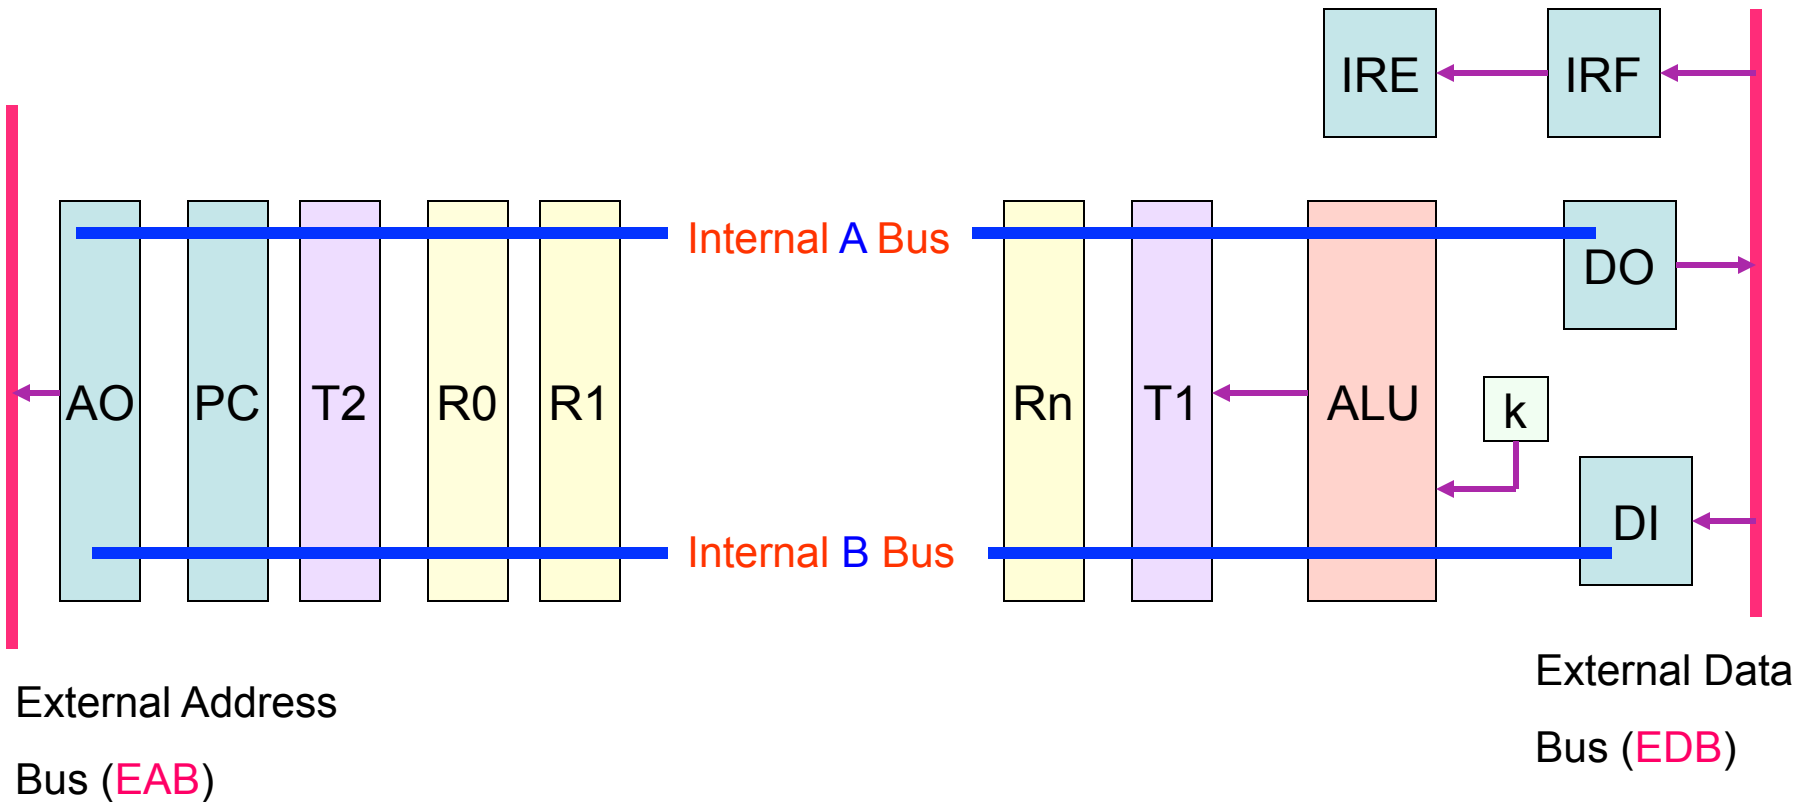 IRE
IRF
Internal A Bus
DO
AO
PC
T2
R0
R1
Rn
T1
ALU
k
DI
Internal B Bus
External Address
Bus (EAB)
External Data
Bus (EDB)